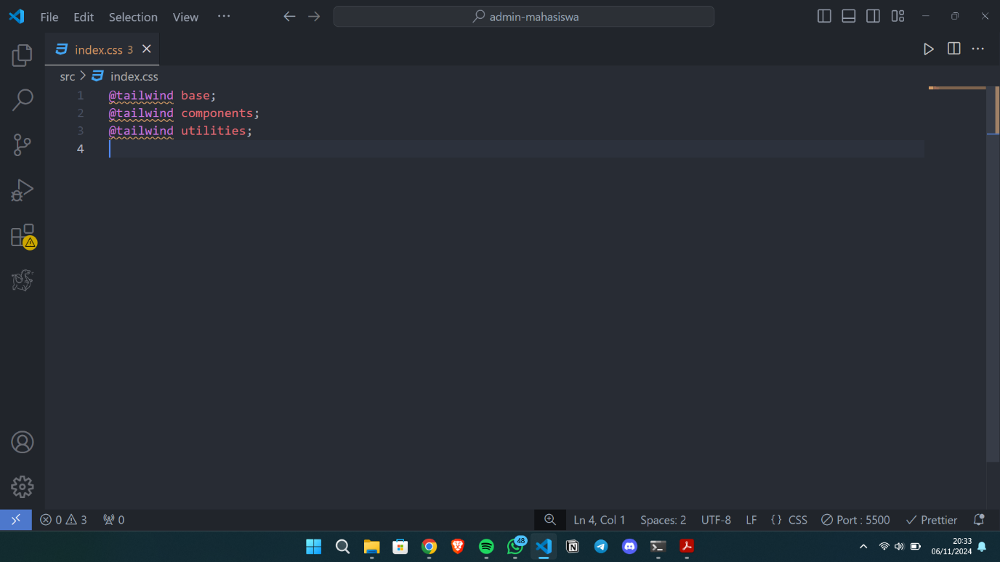 File Edit Selection View ··· admin-mahasiswa
index.css 3
src > index.css
1 @tailwind base;
2 @tailwind components;
3 @tailwind utilities;
4
0 3 0 Ln 4, Col 1 Spaces: 2 UTF-8 LF {} CSS Port : 5500 Prettier
48
20:33
06/11/2024